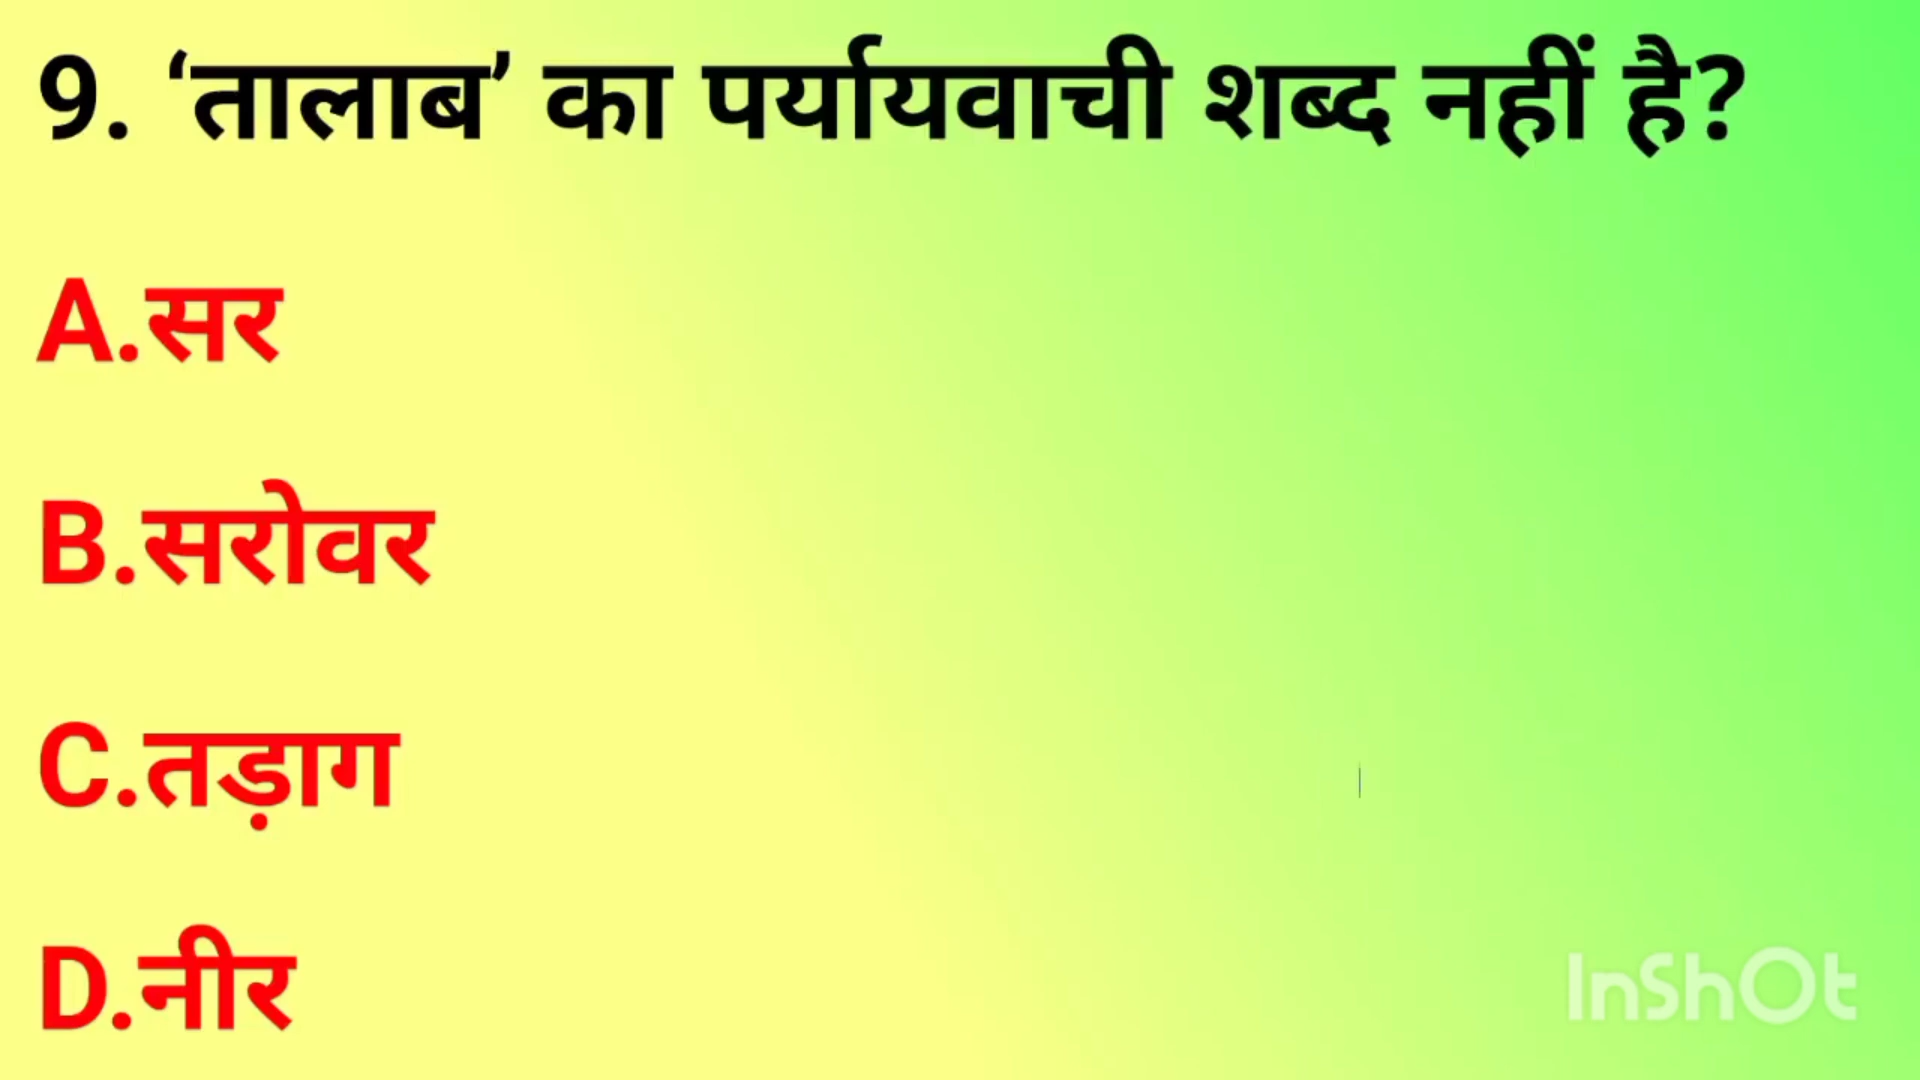 9. ‘तालाब’ का पर्यायवाची शब्द नहीं है?
A.सर
B.सरोवर
C.तड़ाग
D.नीर
InShOt